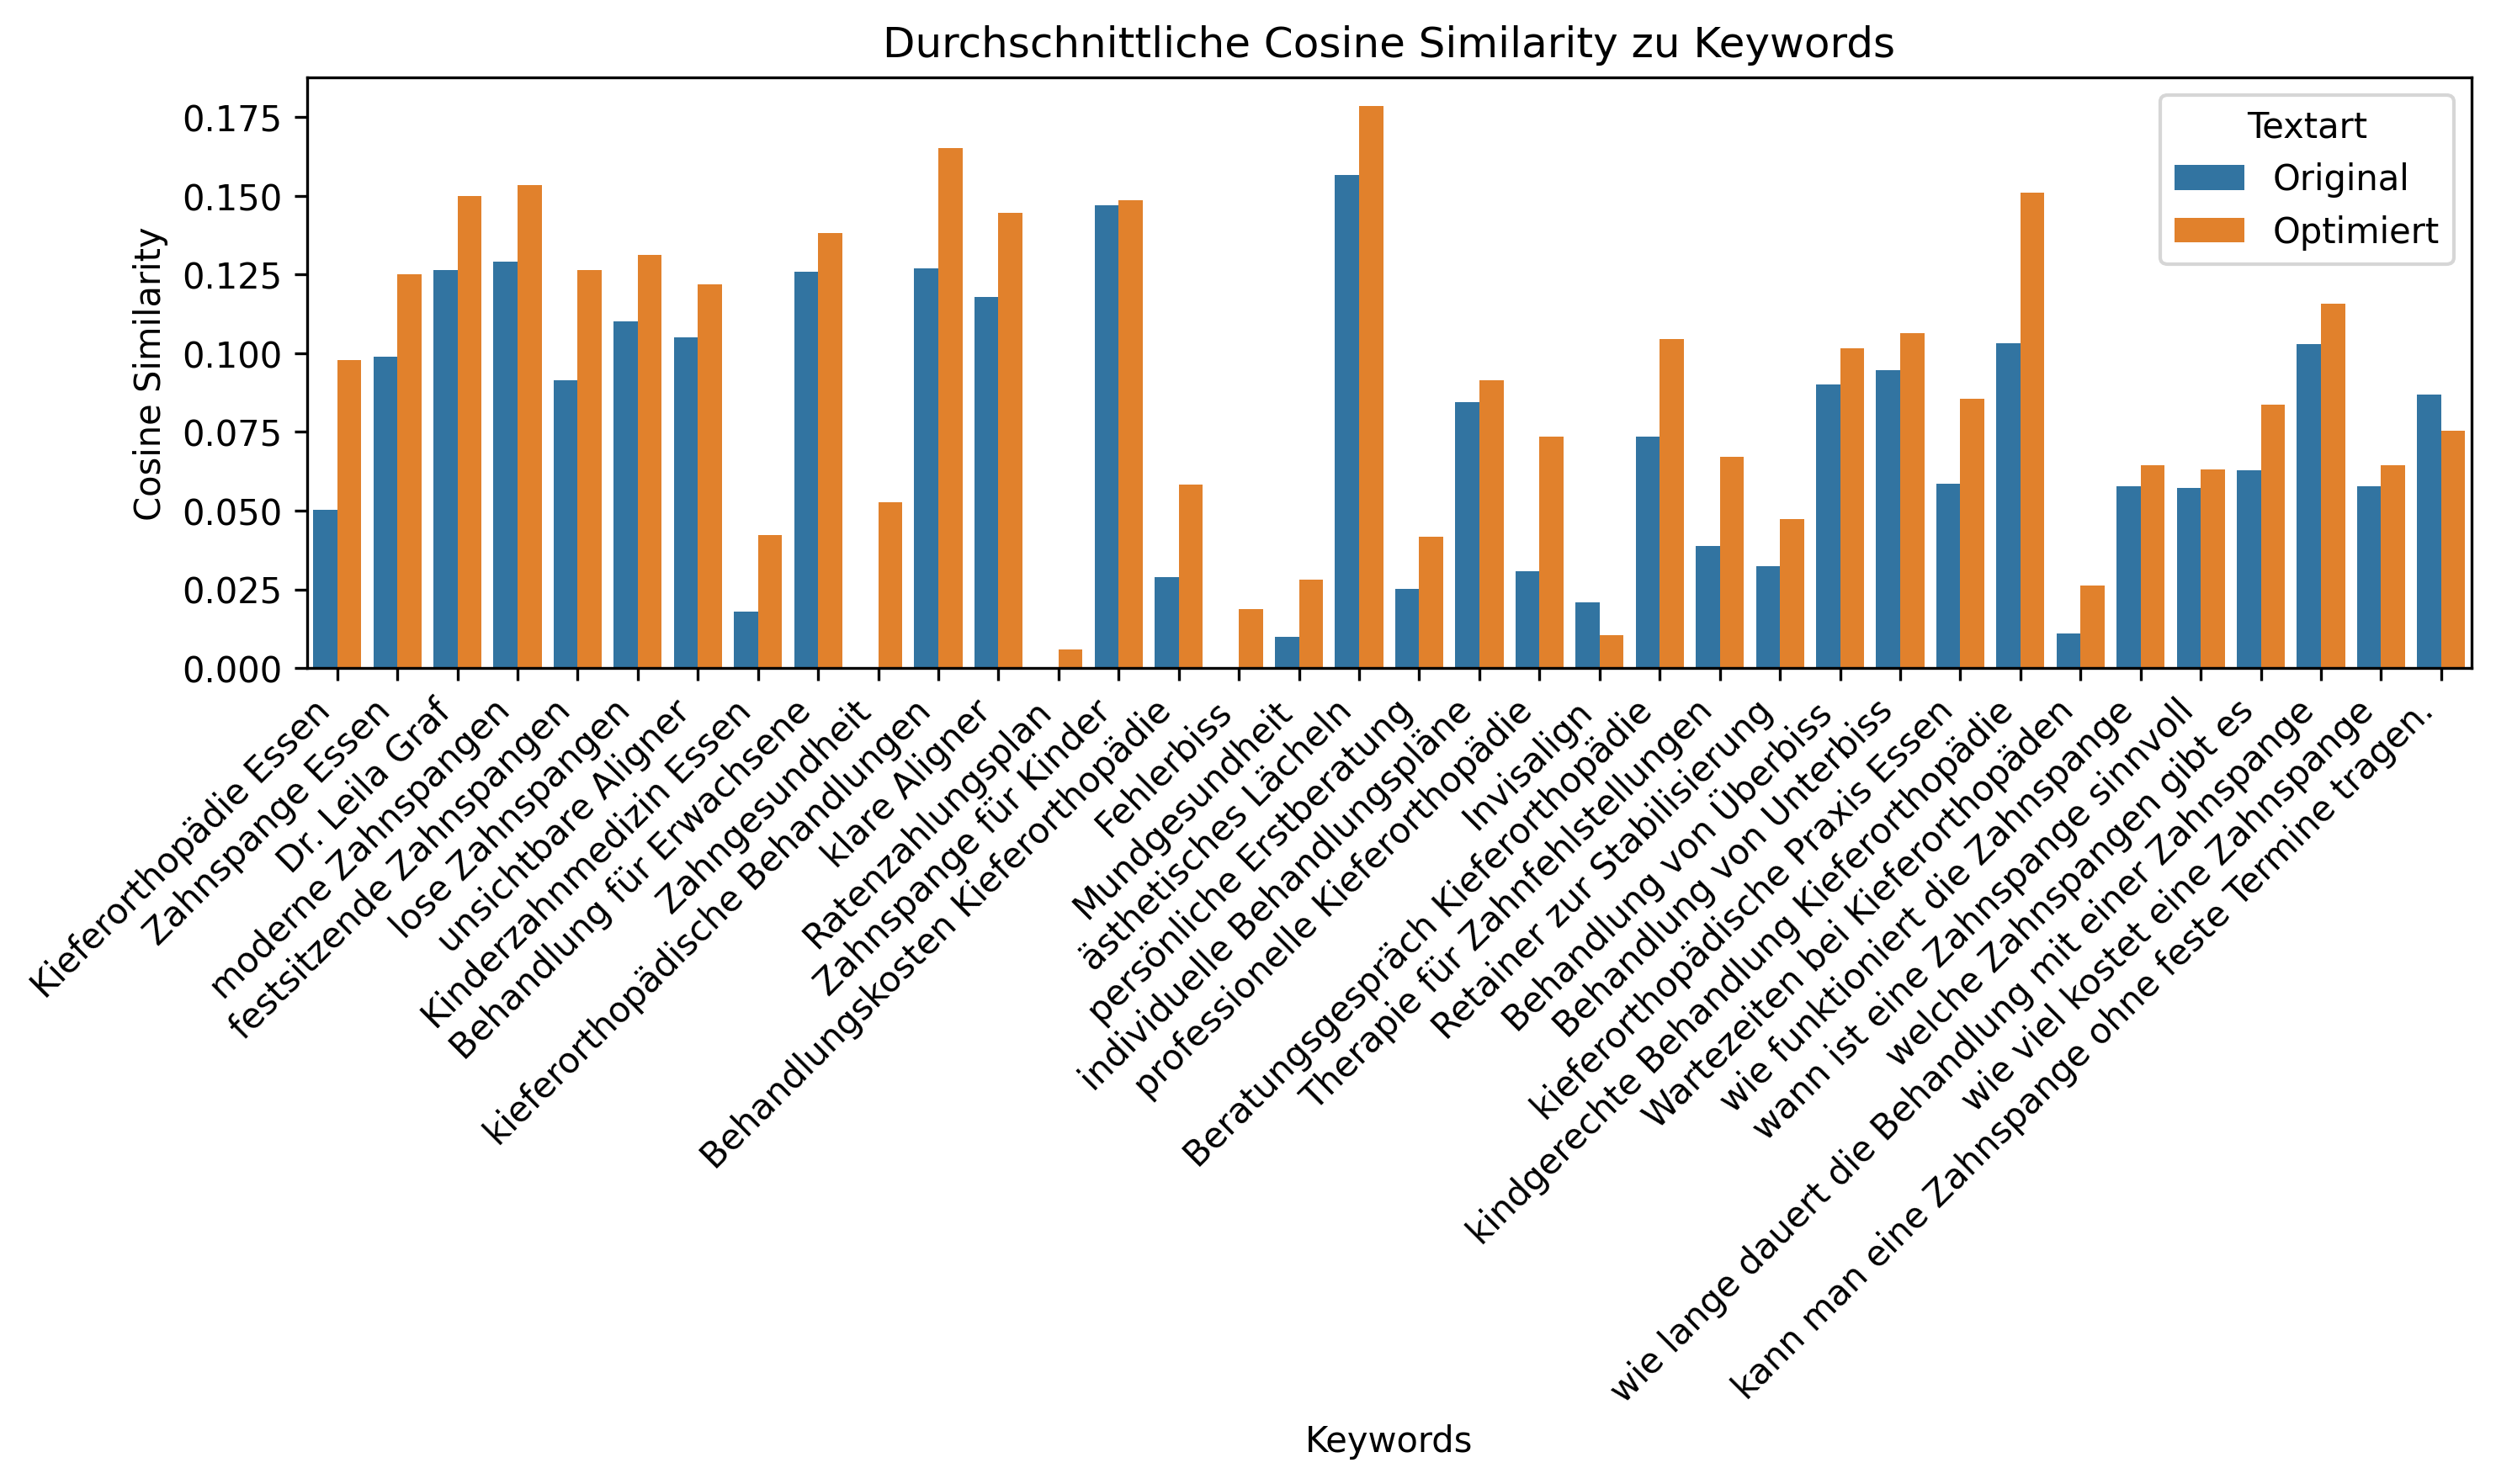 Durchschnittliche Cosine Similarity zu Keywords
Cosine Similarity
0.175
0.150
0.125
0.100
0.075
0.050
0.025
0.000
Textart
Original
Optimiert
Kieferorthopädie Essen
Zahnspange Essen
Dr. Leila Graf
moderne Zahnspangen
festsitzende Zahnspangen
lose Zahnspangen
unsichtbare Aligner
Kinderzahnmedizin Essen
Behandlung für Erwachsene
Zahngesundheit
kieferorthopädische Behandlungen
klare Aligner
Ratenzahlungsplan
Zahnspange für Kinder
Behandlungskosten Kieferorthopädie
Fehlerbiss
Mundgesundheit
ästhetisches Lächeln
persönliche Erstberatung
individuelle Behandlungspläne
professionelle Kieferorthopädie
Invisalign
Beratungsgespräch Kieferorthopädie
Therapie für Zahnfehlstellungen
Retainer zur Stabilisierung
Behandlung von Überbiss
Behandlung von Unterbiss
kieferorthopädische Praxis Essen
kindgerechte Behandlung Kieferorthopädie
Wartezeiten bei Kieferorthopäden
wie funktioniert die Zahnspange
wann ist eine Zahnspange sinnvoll
welche Zahnspangen gibt es
wie lange dauert die Behandlung mit einer Zahnspange
wie viel kostet eine Zahnspange
kann man eine Zahnspange ohne feste Termine tragen.
Keywords